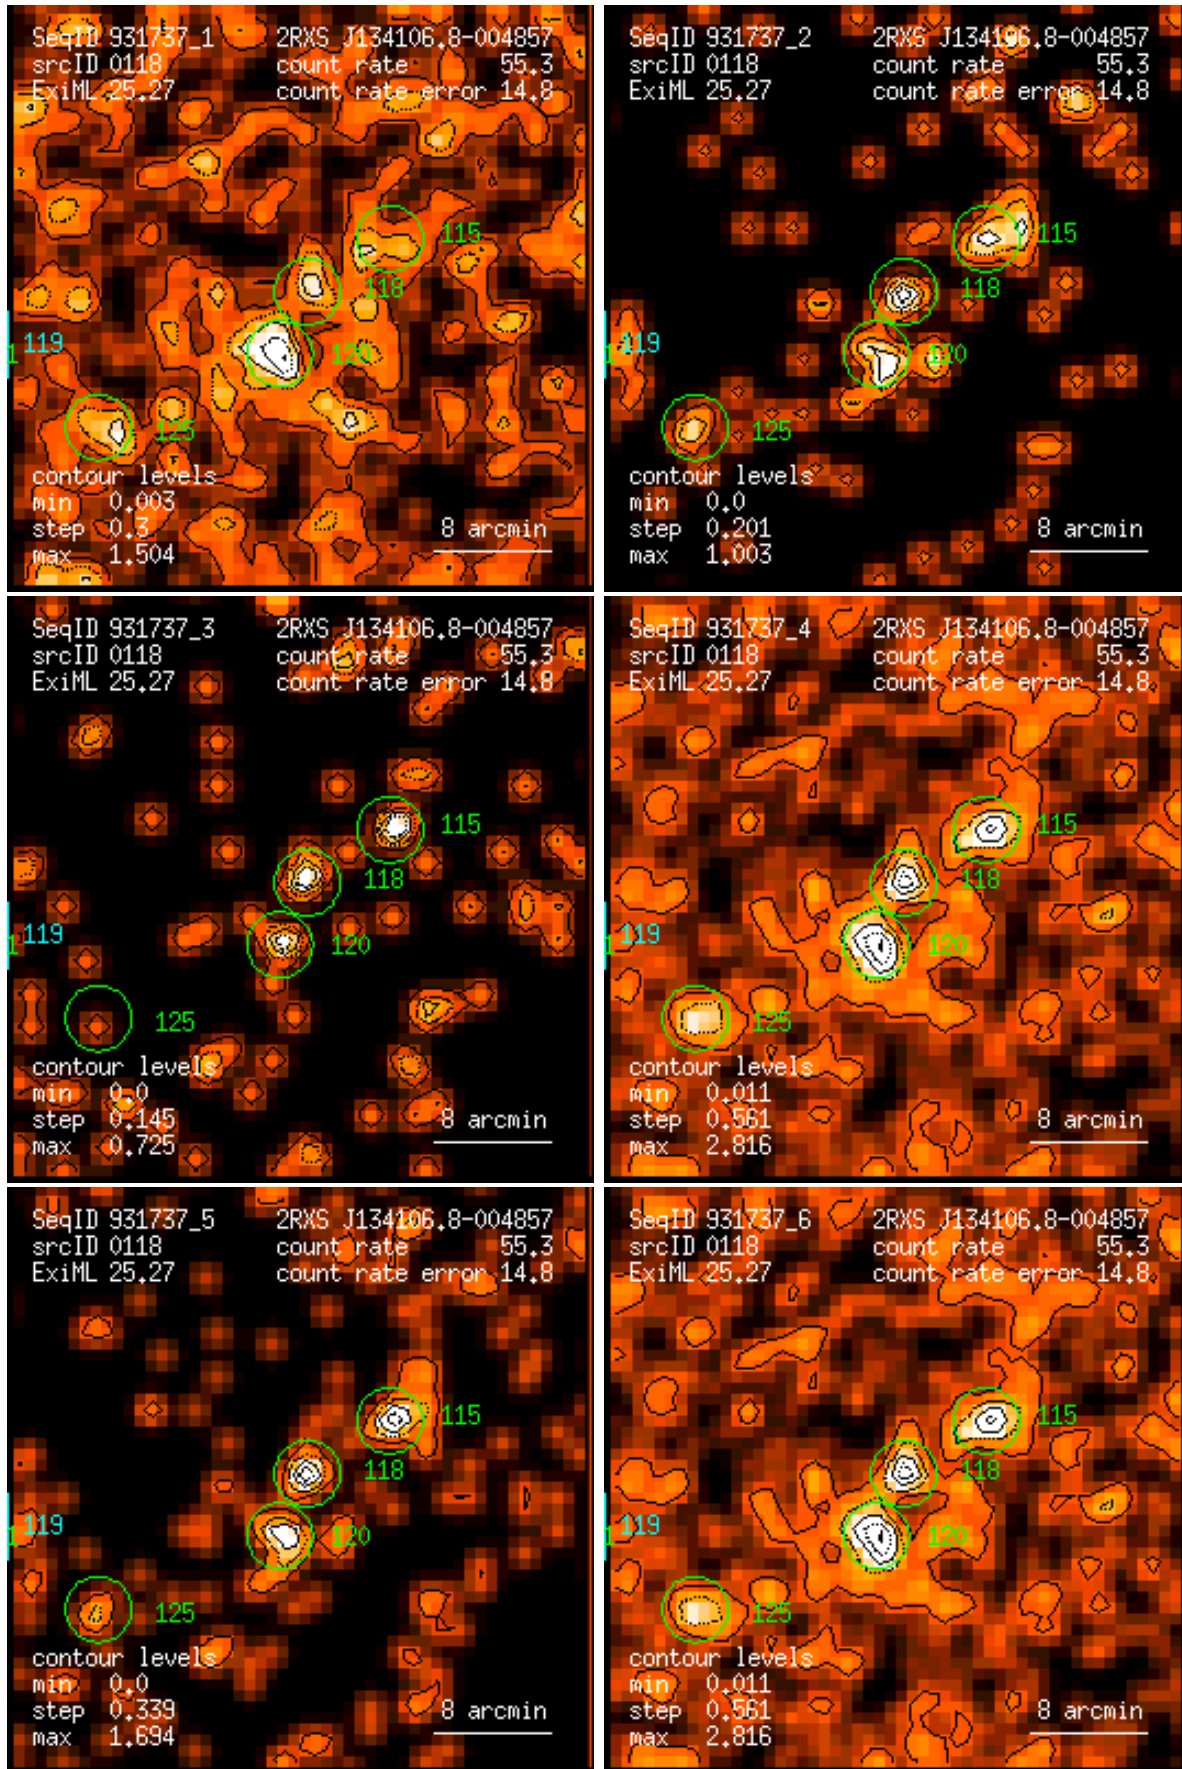 SeqID 931737_1 2RXS J134106.8-004857
srcID 0118 count rate 55.3
ExiML 25.27 count rate error 14.8
115
118
119
120
1
125
contour levels
min 0.003
step 0.3 8 arcmin
max 1.504
SeqID 931737_2 2RXS J134106.8-004857
srcID 0118 count rate 55.3
ExiML 25.27 count rate error 14.8
115
118
119
120
1
125
contour levels
min 0.0
step 0.201 8 arcmin
max 1.003
SeqID 931737_3 2RXS J134106.8-004857
srcID 0118 count rate 55.3
ExiML 25.27 count rate error 14.8
115
118
119
120
1
125
contour levels
min 0.0
step 0.145 8 arcmin
max 0.725
SeqID 931737_4 2RXS J134106.8-004857
srcID 0118 count rate 55.3
ExiML 25.27 count rate error 14.8
115
118
119
120
1
125
contour levels
min 0.011
step 0.561 8 arcmin
max 2.816
SeqID 931737_5 2RXS J134106.8-004857
srcID 0118 count rate 55.3
ExiML 25.27 count rate error 14.8
115
118
119
120
1
125
contour levels
min 0.0
step 0.339 8 arcmin
max 1.694
SeqID 931737_6 2RXS J134106.8-004857
srcID 0118 count rate 55.3
ExiML 25.27 count rate error 14.8
115
118
119
120
1
125
contour levels
min 0.011
step 0.561 8 arcmin
max 2.816